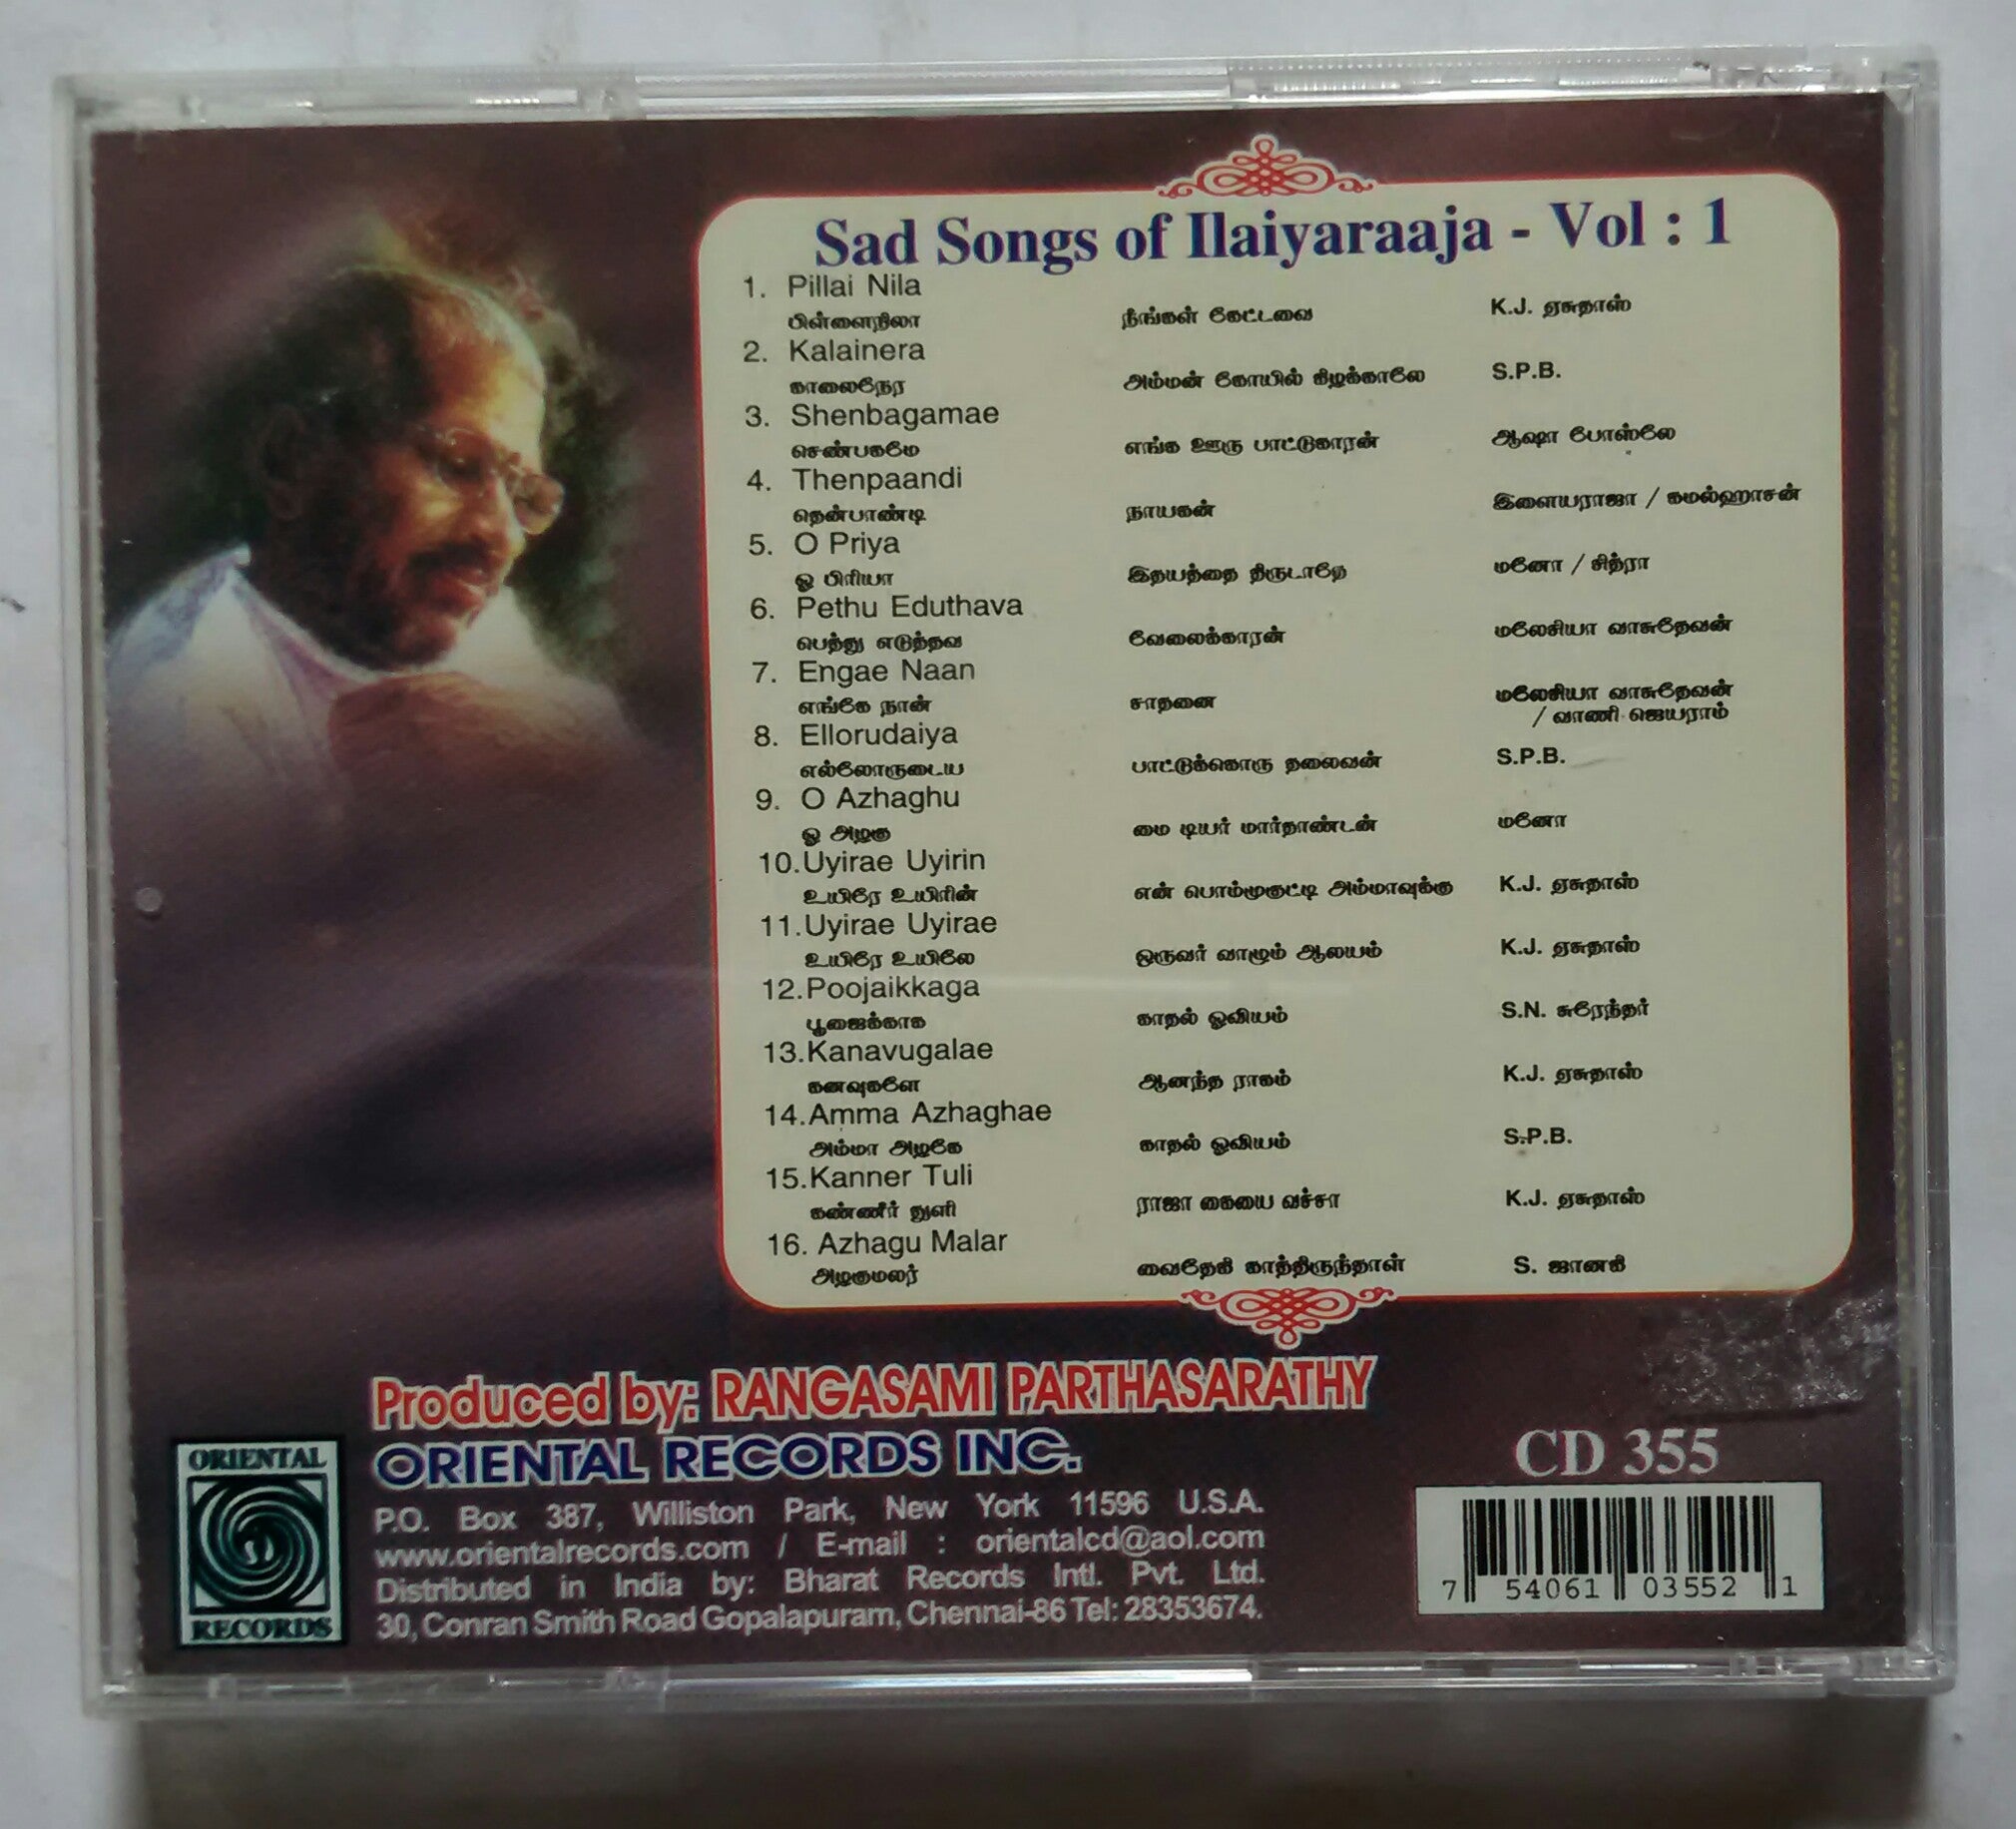 Sad Songs of Ilaiyaraaja - Vol : 1
1. Pillai Nila
பிள்ளைநிலா நீங்கள் கேட்டவை K.J. ஏசுதாஸ்
2. Kalainera
காலைநேர அம்மன் கோயில் கிழக்காலே S.P.B.
3. Shenbagamae
செண்பகமே எங்க ஊரு பாட்டுகாரன் ஆஷா போஸ்லே
4. Thenpaandi
தென்பாண்டி நாயகன் இளையராஜா / கமல்ஹாசன்
5. O Priya
ஓ பிரியா இதயத்தை திருடாதே மனோ / சித்ரா
6. Pethu Eduthava
பெத்து எடுத்தவ வேலைக்காரன் மலேசியா வாசுதேவன்
7. Engae Naan
எங்கே நான் சாதனை மலேசியா வாசுதேவன்
/ வாணி ஜெயராம்
8. Ellorudaiya
எல்லோருடைய பாட்டுக்கொரு தலைவன் S.P.B.
9. O Azhaghu
ஓ அழகு மை டியர் மார்தாண்டன் மனோ
10.Uyirae Uyirin
உயிரே உயிரின் என் பொம்முகுட்டி அம்மாவுக்கு K.J. ஏசுதாஸ்
11.Uyirae Uyirae
உயிரே உயிலே ஒருவர் வாழும் ஆலயம் K.J. ஏசுதாஸ்
12.Poojaikkaga
பூஜைக்காக காதல் ஓவியம் S.N. சுரேந்தர்
13.Kanavugalae
கனவுகளே ஆனந்த ராகம் K.J. ஏசுதாஸ்
14.Amma Azhaghae
அம்மா அழகே காதல் ஓவியம் S.P.B.
15.Kanner Tuli
கண்ணீர் துளி ராஜா கையை வச்சா K.J. ஏசுதாஸ்
16. Azhagu Malar
அழகுமலர் வைதேகி காத்திருந்தாள் S. ஜானகி
Produced by: RANGASAMI PARTHASARATHY
ORIENTAL RECORDS INC.
P.O. Box 387, Williston Park, New York 11596 U.S.A.
www.orientalrecords.com / E-mail : orientalcd@aol.com
Distributed in India by: Bharat Records Intl. Pvt. Ltd.
30, Conran Smith Road Gopalapuram, Chennai-86 Tel: 28353674.
ORIENTAL
RECORDS
CD 355
7 54061 03552 1